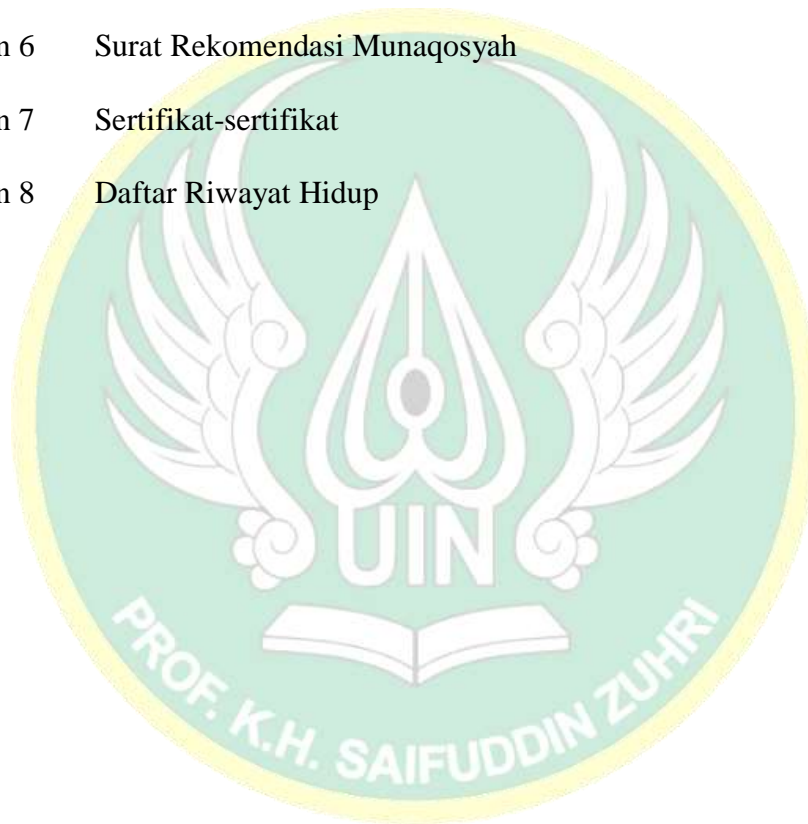 n 6 Surat Rekomendasi Munaqosyah
n 7 Sertifikat-sertifikat
n 8 Daftar Riwayat Hidup
UIN
PROF. K.H. SAIFUDDIN ZUHRI